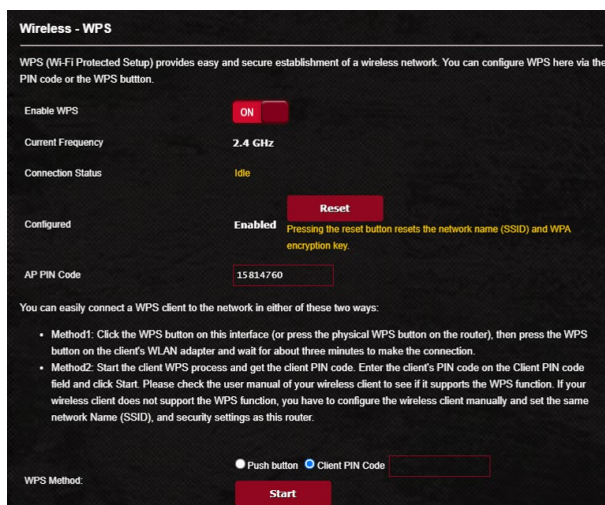 Wireless - WPS
WPS (Wi-Fi Protected Setup) provides easy and secure establishment of a wireless network. You can configure WPS here via the
PIN code or the WPS buttton.
Enable WPS
ON
Current Frequency
2.4 GHz
Connection Status
Idle
Reset
Configured
Enabled
Pressing the reset button resets the network name (SSID) and WPA
encryption key.
AP PIN Code
15814760
You can easily connect a WPS client to the network in either of these two ways:
• Method1: Click the WPS button on this interface (or press the physical WPS button on the router), then press the WPS
button on the client's WLAN adapter and wait for about three minutes to make the connection.
• Method2: Start the client WPS process and get the client PIN code. Enter the client's PIN code on the Client PIN code
field and click Start. Please check the user manual of your wireless client to see if it supports the WPS function. If your
wireless client does not support the WPS function, you have to configure the wireless client manually and set the same
network Name (SSID), and security settings as this router.
Push button Client PIN Code
WPS Method:
Start